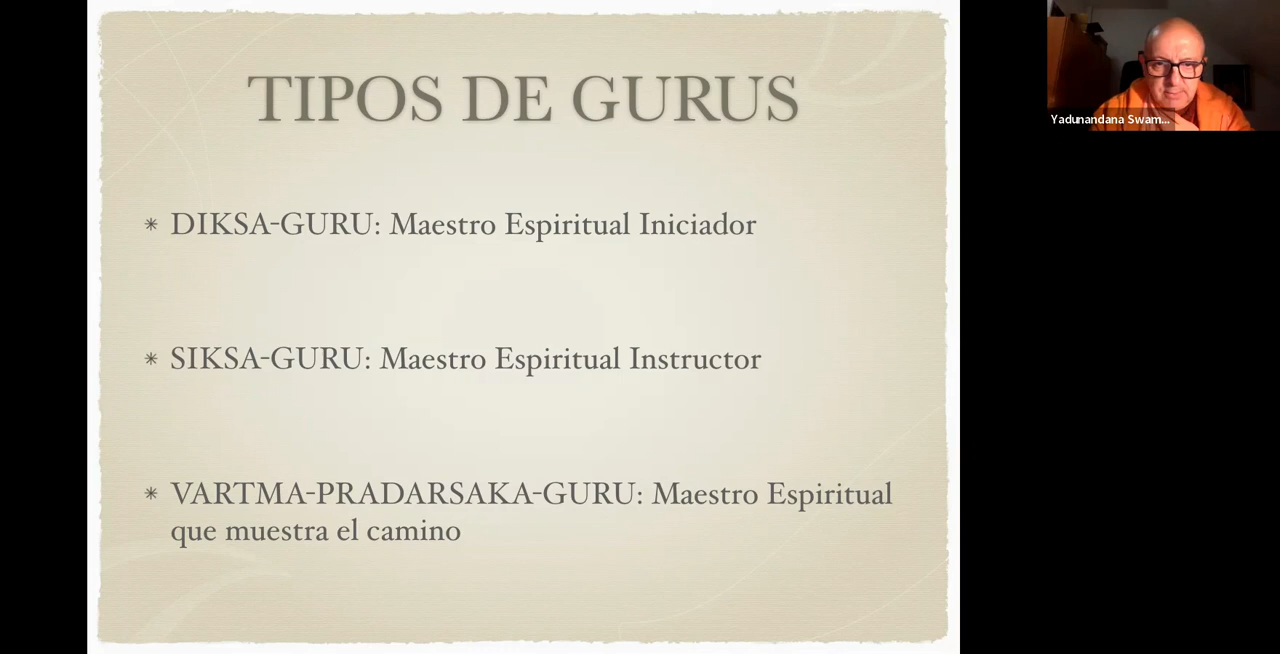 TIPOS DE GURUS
Yadunandana Swam...
DIKSA-GURU: Maestro Espiritual Iniciador
SIKSA-GURU: Maestro Espiritual Instructor
VARTMA-PRADARSAKA-GURU: Maestro Espiritual
que muestra el camino